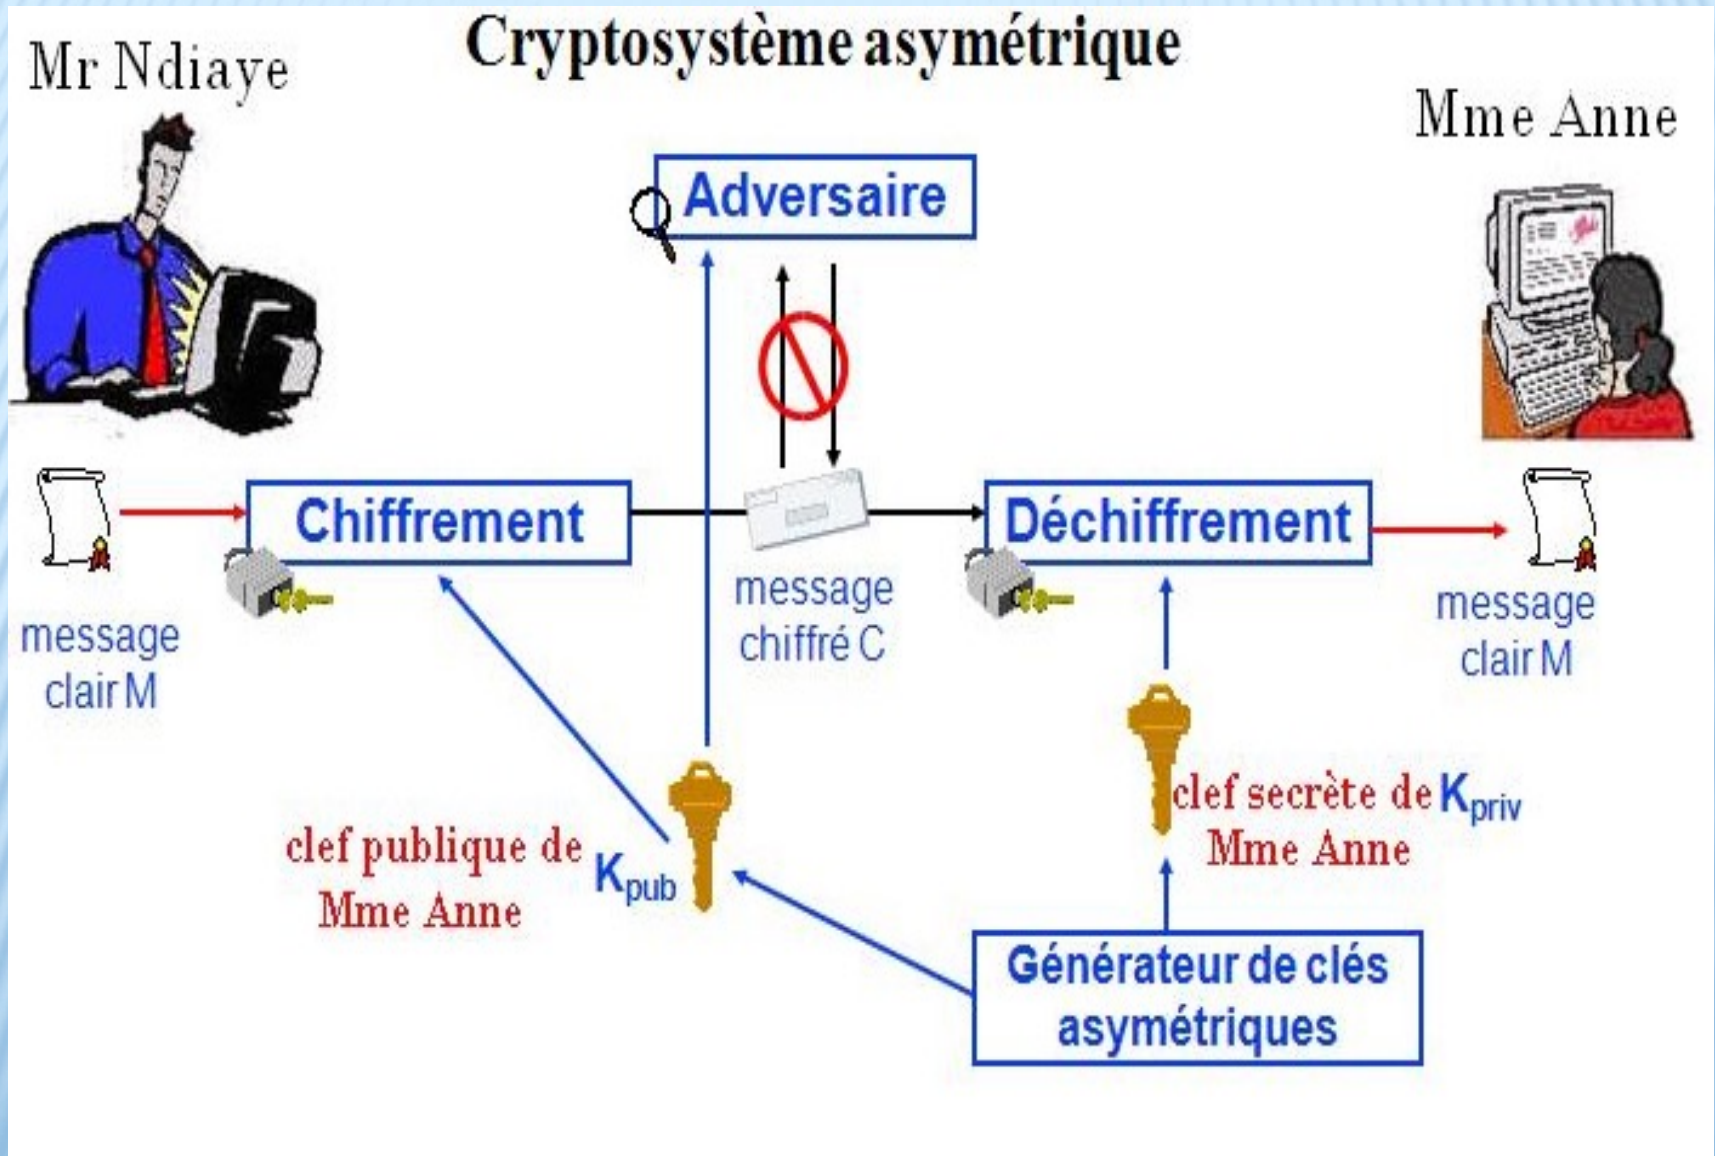 Cryptosystème asymétrique
Mr Ndiaye
Mme Anne
Adversaire
Chiffrement
Déchiffrement
message
chiffré C
message
clair M
message
clair M
clef publique de
Mme Anne
Kpub
clef secrète de
Mme Anne
Kpriv
Générateur de clés
asymétriques